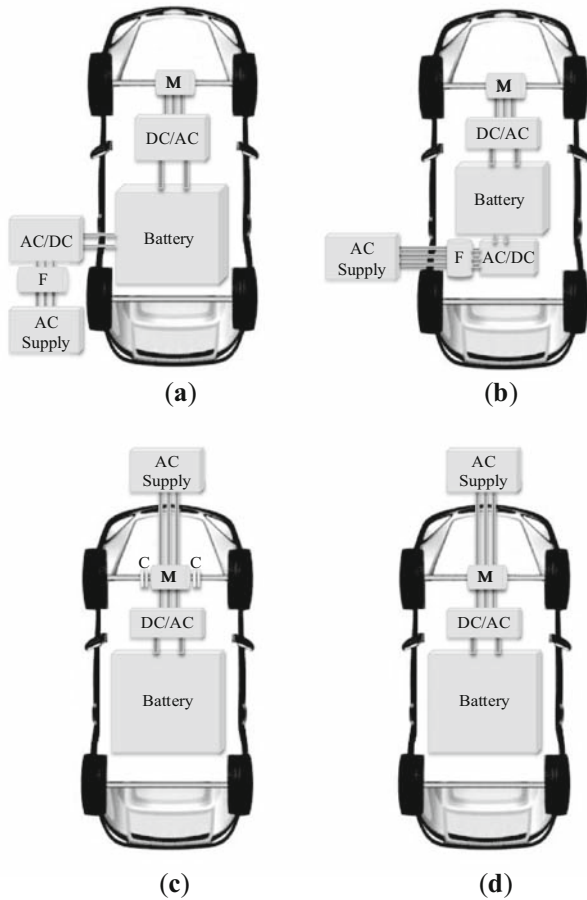 M
DC/AC
Battery
AC/DC
F
AC
Supply
(a)
M
DC/AC
Battery
AC
Supply
F
AC/DC
(b)
AC
Supply
C
M
C
DC/AC
Battery
(c)
AC
Supply
M
DC/AC
Battery
(d)